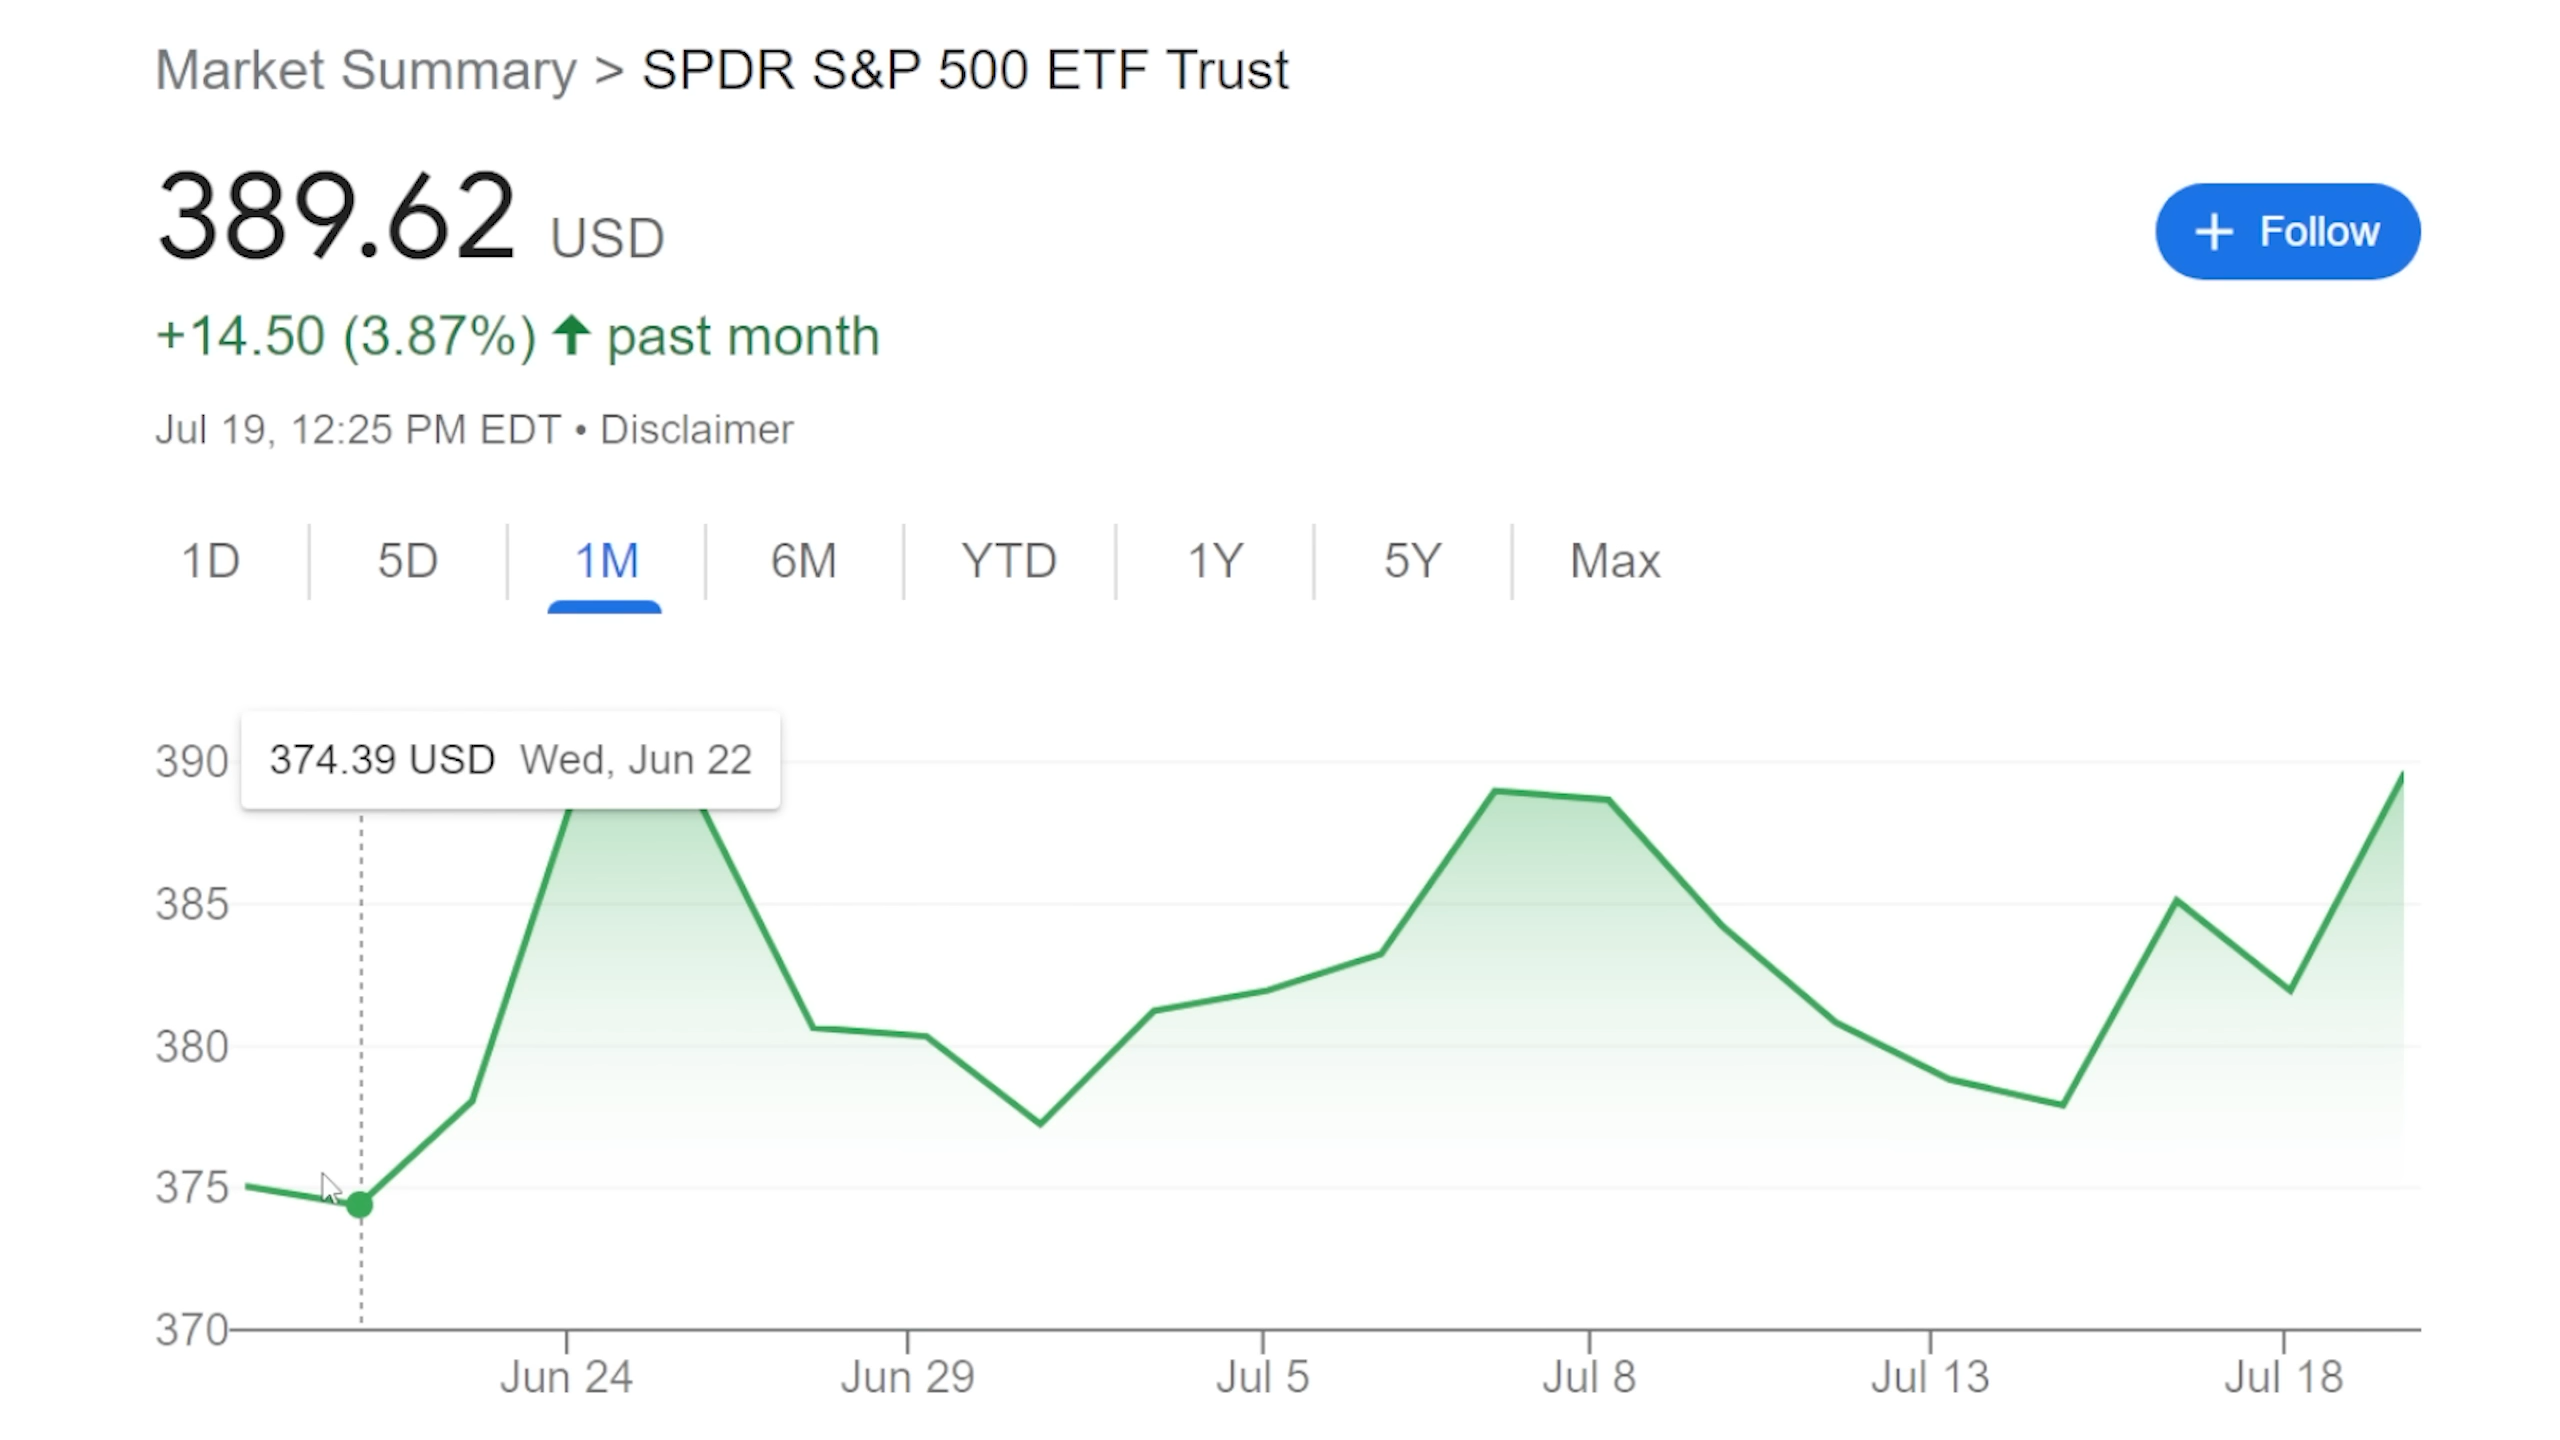 Market Summary > SPDR S&P 500 ETF Trust
389.62 USD
+ Follow
+14.50 (3.87%) ↑ past month
Jul 19, 12:25 PM EDT • Disclaimer
1D 5D 1M 6M YTD 1Y 5Y Max
390
374.39 USD Wed, Jun 22
385
380
375
370
Jun 24 Jun 29 Jul 5 Jul 8 Jul 13 Jul 18